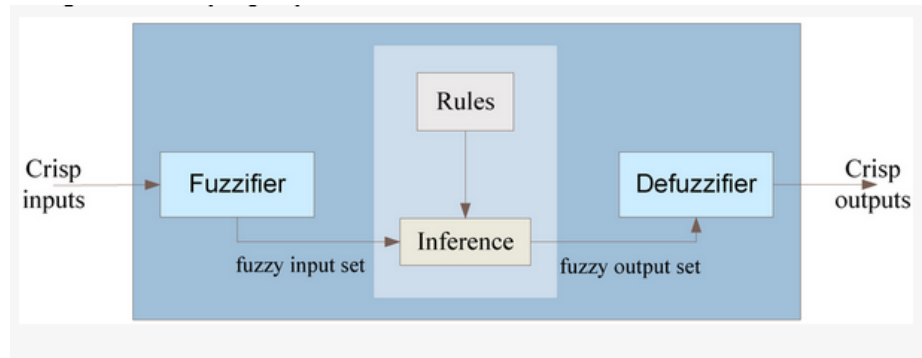 Rules
Crisp
inputs
Fuzzifier
Defuzzifier
Crisp
outputs
Inference
fuzzy input set
fuzzy output set